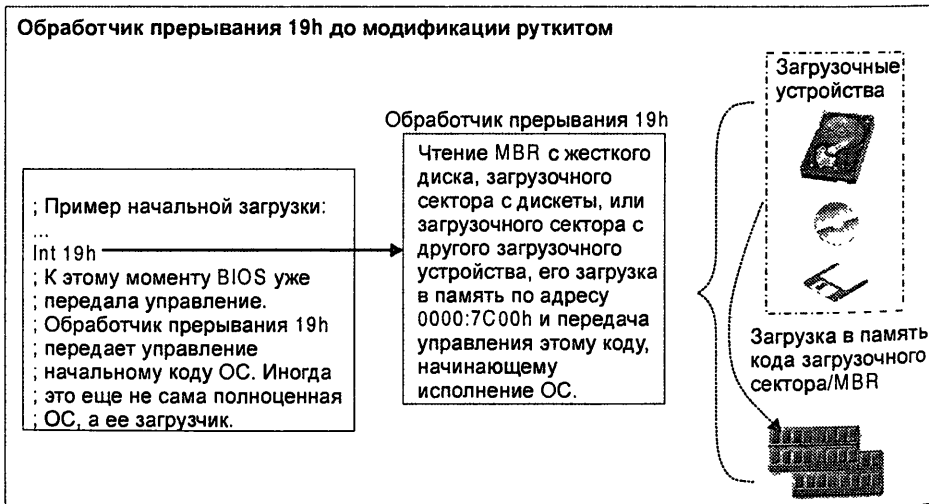 Обработчик прерывания 19h до модификации руткитом
; Пример начальной загрузки:
...
Int 19h
; К этому моменту BIOS уже
; передала управление.
; Обработчик прерывания 19h
; передает управление
; начальному коду ОС. Иногда
; это еще не сама полноценная
; ОС, а ее загрузчик.
Обработчик прерывания 19h
Чтение MBR с жесткого
диска, загрузочного
сектора с дискеты, или
загрузочного сектора с
другого загрузочного
устройства, его загрузка
в память по адресу
0000:7C00h и передача
управления этому коду,
начинающему
исполнение ОС.
Загрузочные
устройства
Загрузка в память
кода загрузочного
сектора/MBR